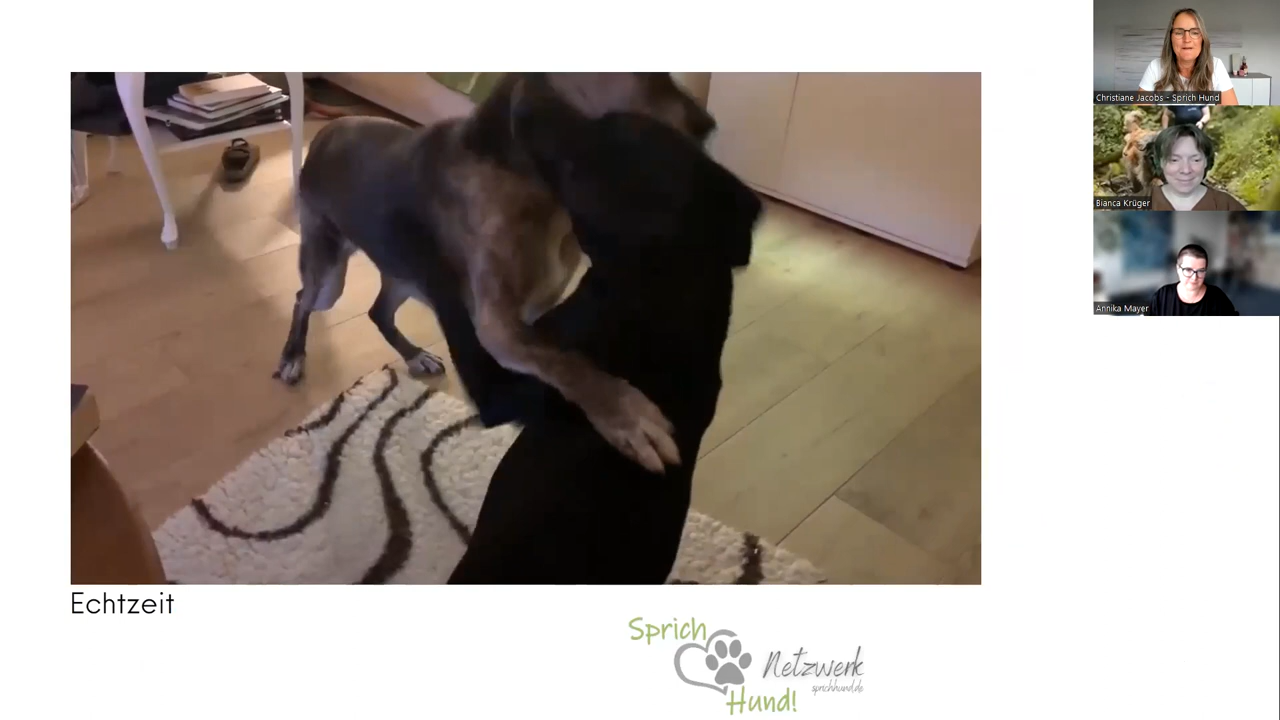 Christiane Jacobs - Sprich Hund
Bianca Krüger
Annika Mayer
Echtzeit
Sprich
Netzwerk
sprichhund.de
Hund!